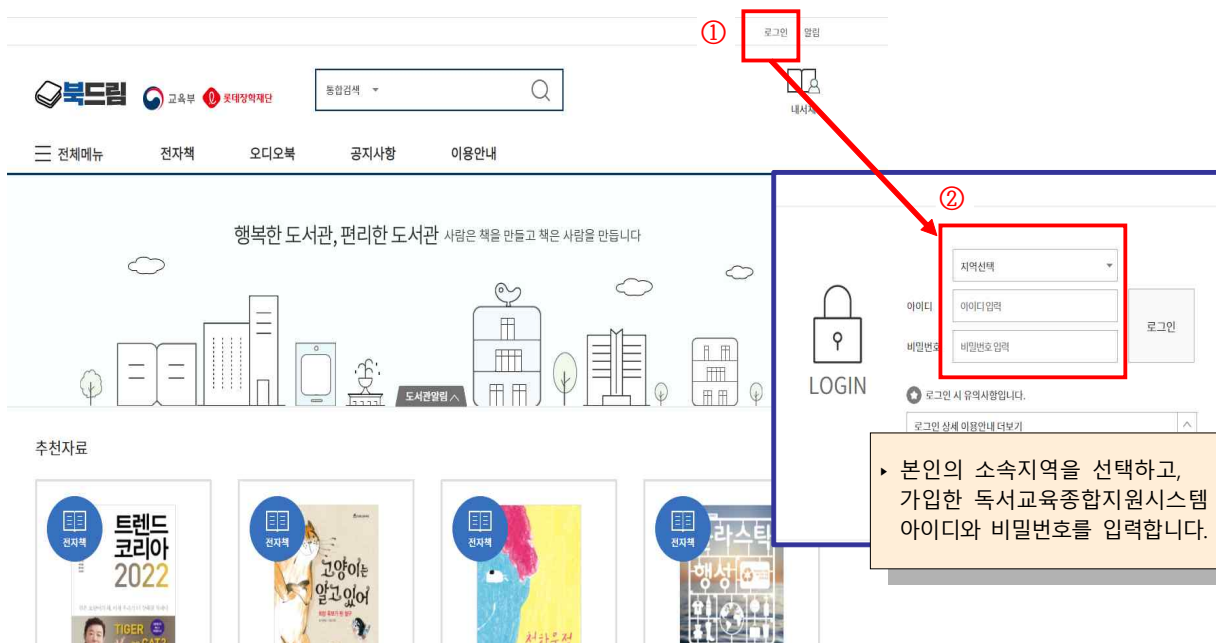 ①
로그인 알림
북드림 교육부 롯데장학재단
통합검색
내서재
전체메뉴 전자책 오디오북 공지사항 이용안내
행복한 도서관, 편리한 도서관 사람은 책을 만들고 책은 사람을 만듭니다
도서관알림
②
지역선택
아이디 아이디 입력
비밀번호 비밀번호 입력
로그인
LOGIN
로그인 시 유의사항입니다.
로그인 상세 이용안내 더보기
▸ 본인의 소속지역을 선택하고,
가입한 독서교육종합지원시스템
아이디와 비밀번호를 입력합니다.
추천자료
전자책
트렌드
코리아
2022
TIGER
전자책
고양이는
알고 있어
전자책
전자책
플라스틱
행성